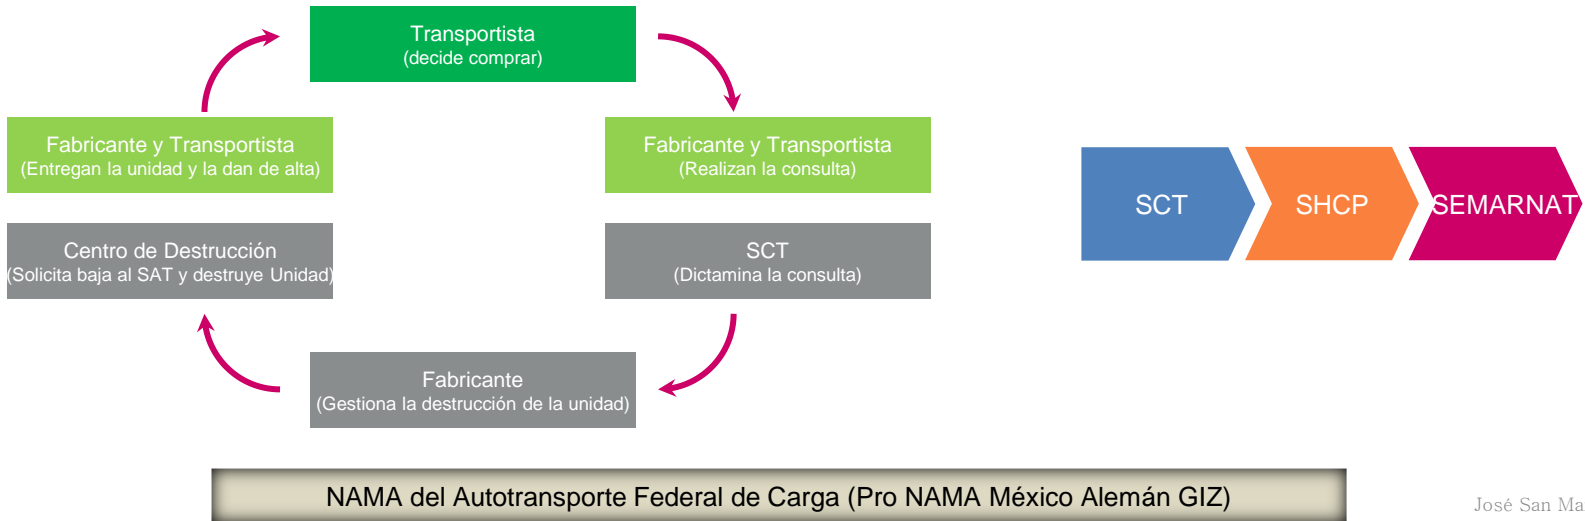 Transportista
(decide comprar)
Fabricante y Transportista
(Entregan la unidad y la dan de alta)
Fabricante y Transportista
(Realizan la consulta)
Centro de Destrucción
(Solicita baja al SAT y destruye Unidad)
SCT
(Dictamina la consulta)
Fabricante
(Gestiona la destrucción de la unidad)
SCT
SHCP
SEMARNAT
NAMA del Autotransporte Federal de Carga (Pro NAMA México Alemán GIZ)
José San Ma